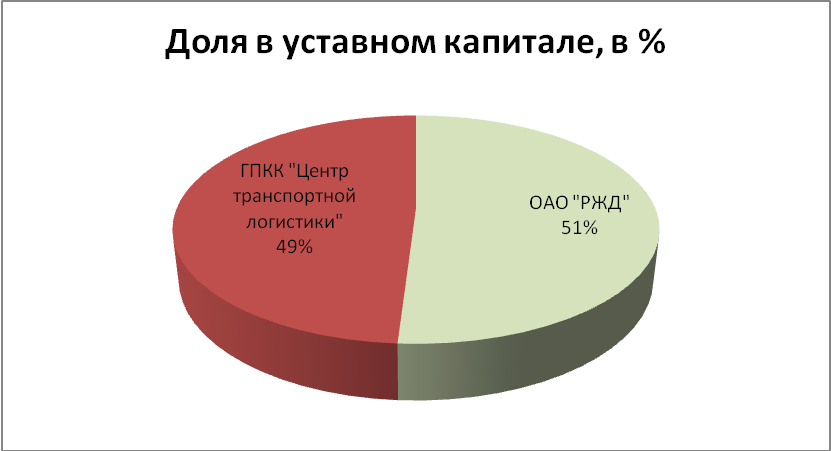 Доля в уставном капитале, в %
ГПКК "Центр
транспортной
логистики"
49%
ОАО "РЖД"
51%